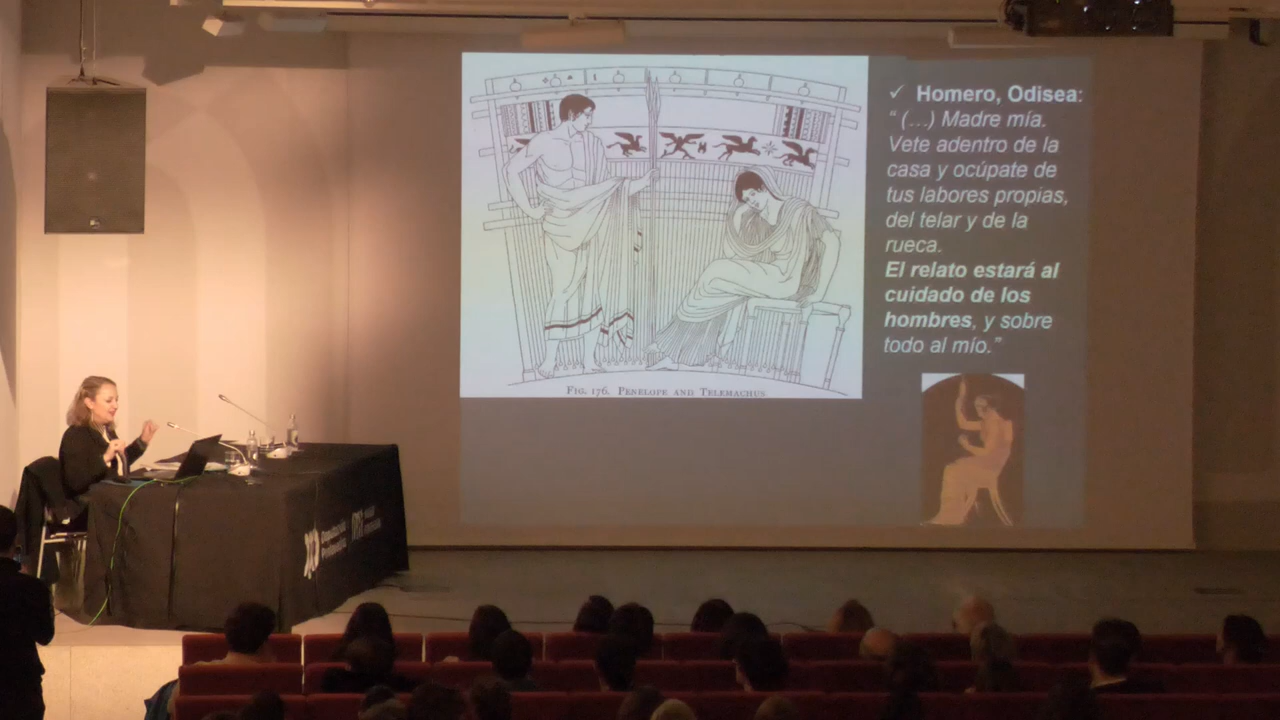 ✓ Homero, Odisea:
“(…) Madre mía.
Vete adentro de la
casa y ocúpate de
tus labores propias,
del telar y de la
rueca.
El relato estará al
cuidado de los
hombres, y sobre
todo al mío.”
Fig. 176. Penelope and Telemachus